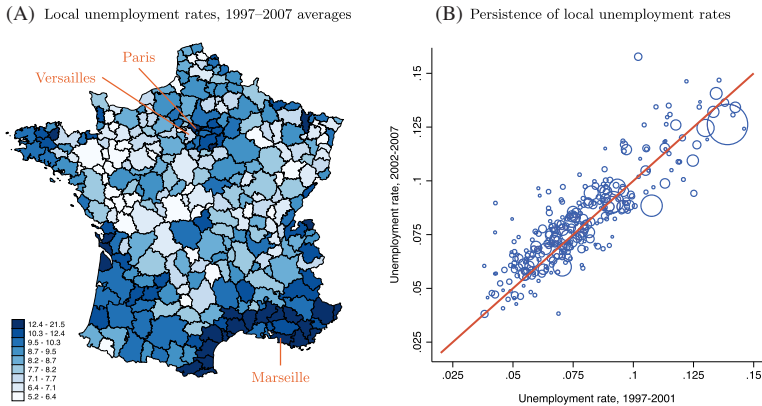 (A) Local unemployment rates, 1997–2007 averages
Paris
Versailles
Marseille
12.4 - 21.5
10.3 - 12.4
9.5 - 10.3
8.7 - 9.5
8.2 - 8.7
7.7 - 8.2
7.1 - 7.7
6.4 - 7.1
5.2 - 6.4
(B) Persistence of local unemployment rates
Unemployment rate, 2002-2007
.15
.125
.1
.075
.05
.025
.025
.05
.075
.1
.125
.15
Unemployment rate, 1997-2001